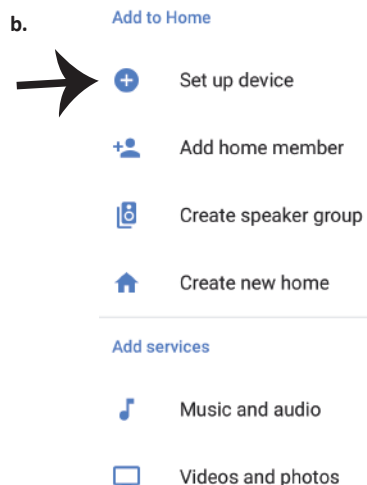 b.
Add to Home
Set up device
Add home member
Create speaker group
Create new home
Add services
Music and audio
Videos and photos